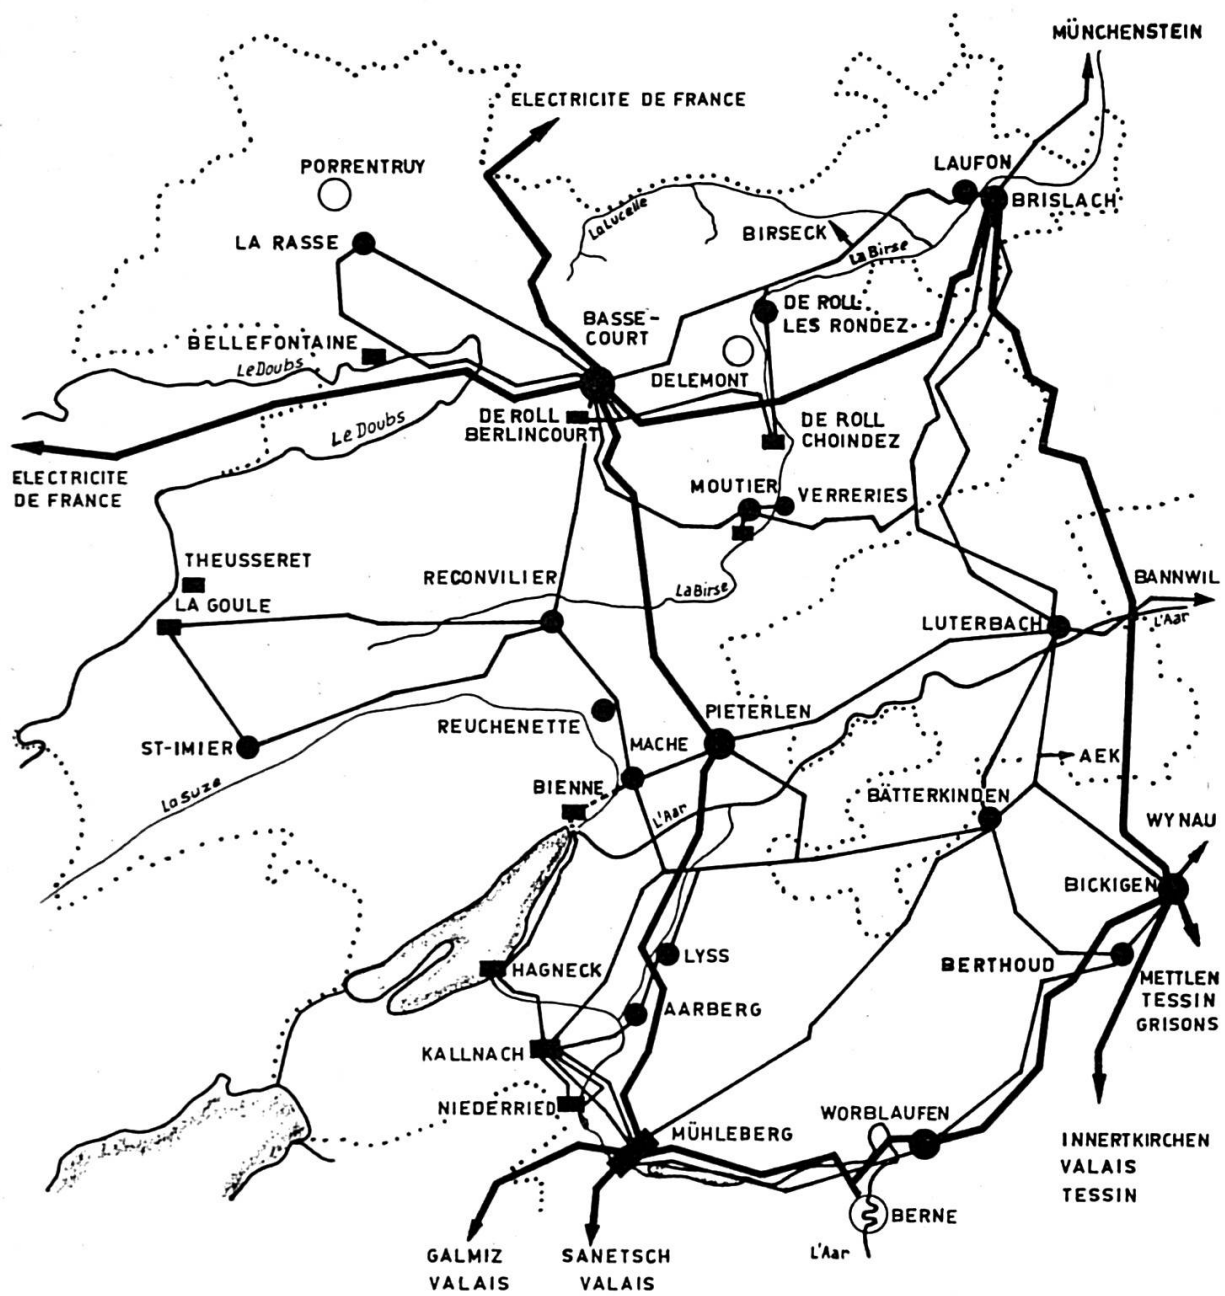 MÜNCHENSTEIN
ELECTRICITE DE FRANCE
PORRENTRUY
LAUFON
BRISLACH
LA RASSE
La Lucelle
BIRSECK
La Birse
DE ROLL
LES RONDEZ
BASSE-
COURT
BELLEFONTAINE
Le Doubs
DELEMONT
DE ROLL
BERLINCOURT
Le Doubs
DE ROLL
CHOINDEZ
ELECTRICITE
DE FRANCE
MOUTIER
VERRERIES
THEUSSERET
LA GOULE
RECONVILIER
La Birse
BANNWIL
L'Aar
LUTERBACH
REUCHENETTE
PIETERLEN
ST-IMIER
MACHE
AEK
La Suze
BIENNE
L'Aar
BÄTTERKINDEN
WYNAU
BICKIGEN
HAGNECK
LYSS
BERTHOUD
METTLEN
TESSIN
GRISONS
AARBERG
KALLNACH
NIEDERRIED
MÜHLEBERG
WORBLAUFEN
INNERTKIRCHEN
VALAIS
TESSIN
BERNE
L'Aar
GALMIZ
VALAIS
SANETSCH
VALAIS